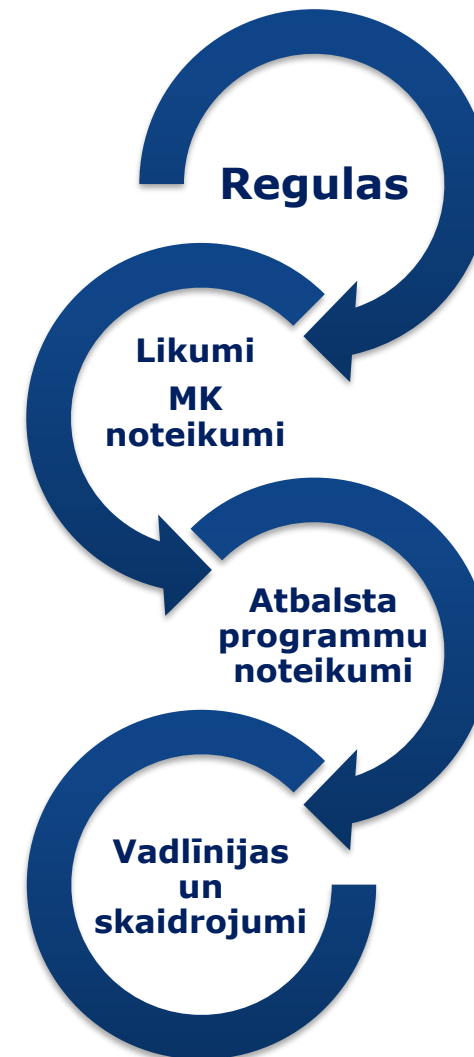 Regulas
Likumi
MK
noteikumi
Atbalsta
programmu
noteikumi
Vadlīnijas
un
skaidrojumi